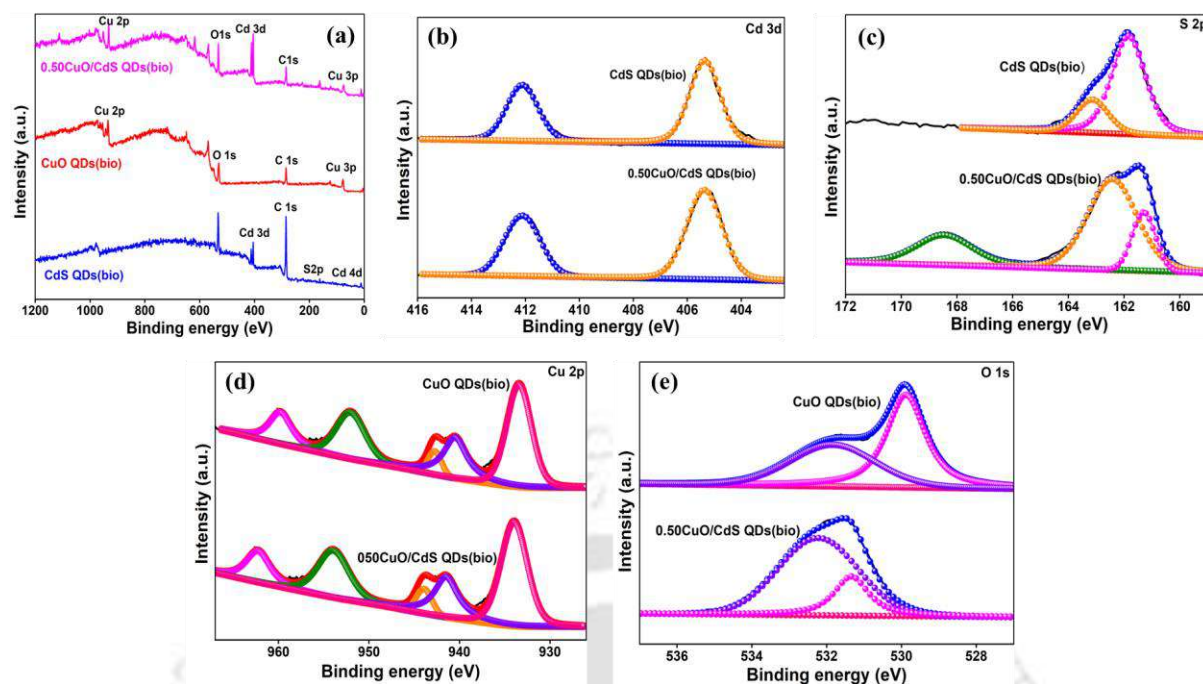 (a)
Cu 2p
O1s
Cd 3d
C1s
Cu 3p
0.50CuO/CdS QDs(bio)
Cu 2p
O 1s
C 1s
Cu 3p
CuO QDs(bio)
C 1s
Cd 3d
S2p
Cd 4d
CdS QDs(bio)
Intensity (a.u.)
1200 1000 800 600 400 200 0
Binding energy (eV)
(b)
Cd 3d
CdS QDs(bio)
0.50CuO/CdS QDs(bio)
Intensity (a.u.)
416 414 412 410 408 406 404
Binding energy (eV)
(c)
S 2p
CdS QDs(bio)
0.50CuO/CdS QDs(bio)
Intensity (a.u.)
172 170 168 166 164 162 160
Binding energy (eV)
(d)
Cu 2p
CuO QDs(bio)
050CuO/CdS QDs(bio)
Intensity (a.u.)
960 950 940 930
Binding energy (eV)
(e)
O 1s
CuO QDs(bio)
0.50CuO/CdS QDs(bio)
Intensity (a.u.)
536 534 532 530 528
Binding energy (eV)